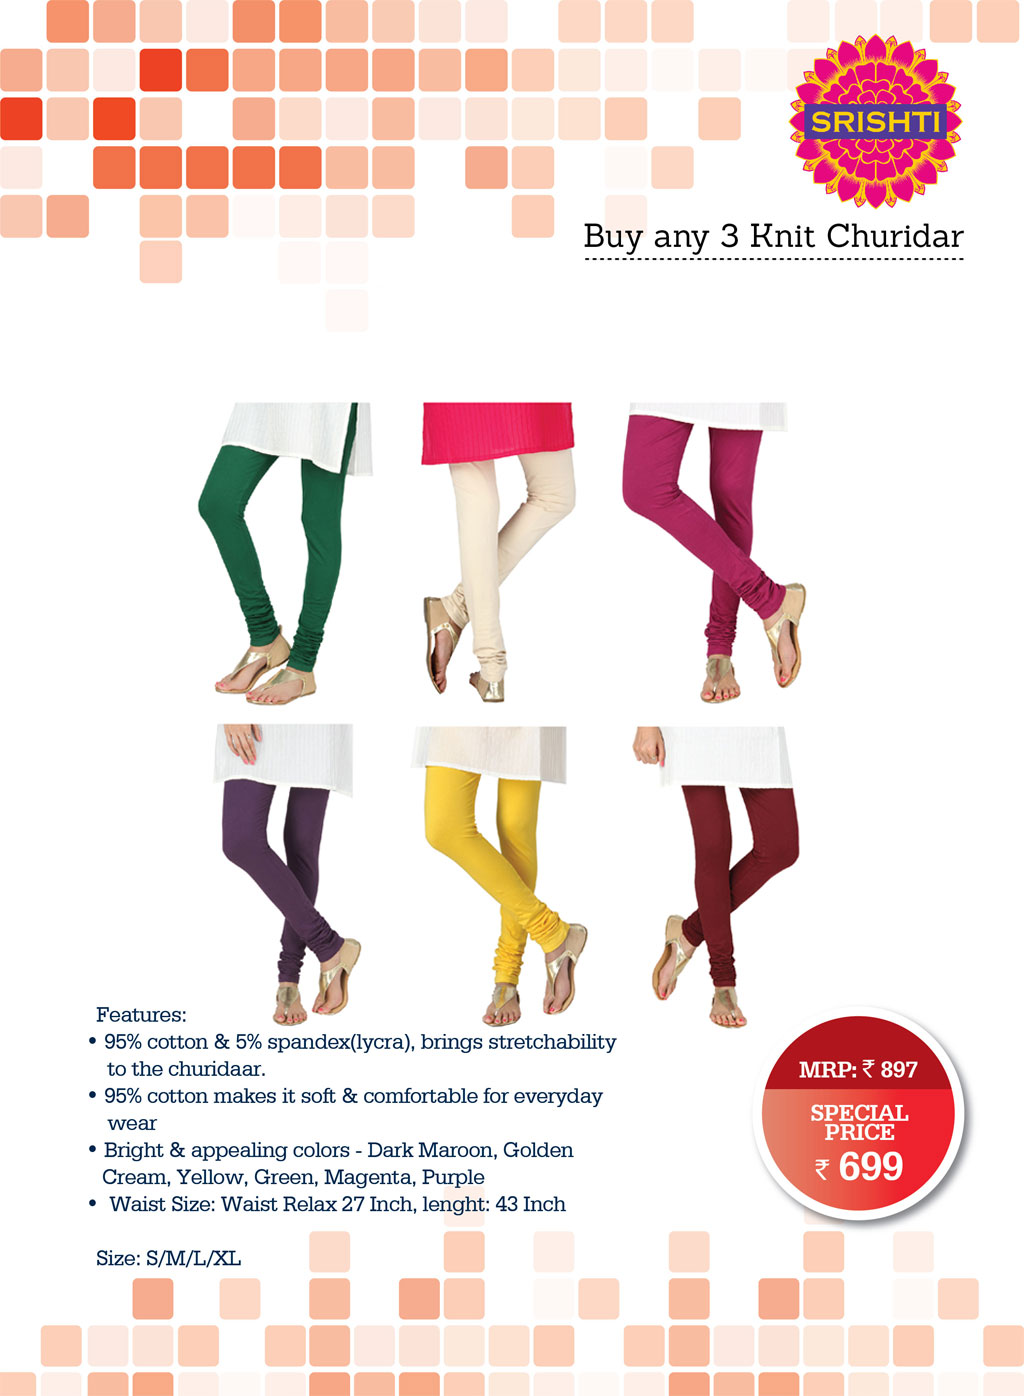 SRISHTI
Buy any 3 Knit Churidar
Features:
• 95% cotton & 5% spandex(lycra), brings stretchability
to the churidaar.
• 95% cotton makes it soft & comfortable for everyday
wear
• Bright & appealing colors - Dark Maroon, Golden
Cream, Yellow, Green, Magenta, Purple
• Waist Size: Waist Relax 27 Inch, lenght: 43 Inch
Size: S/M/L/XL
MRP: ₹ 897
SPECIAL
PRICE
₹ 699